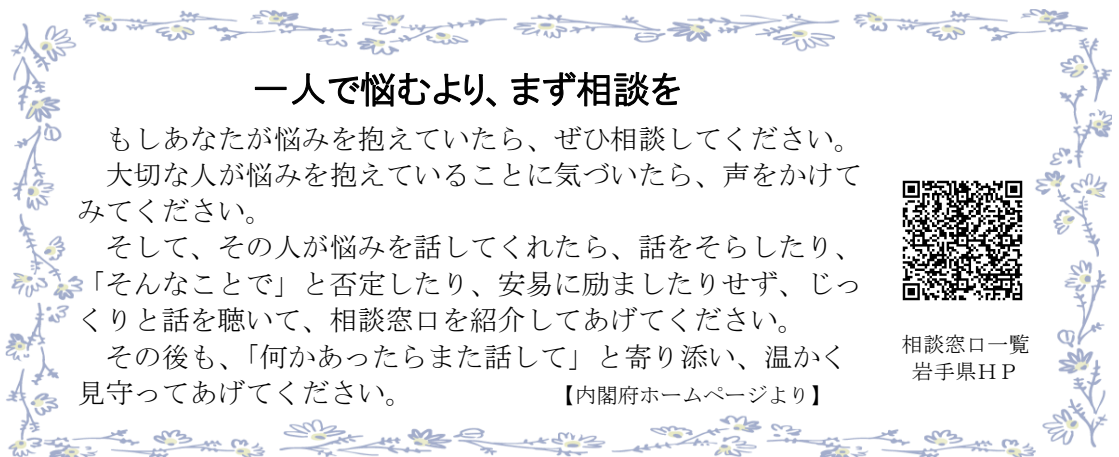 一人で悩むより、まず相談を
もしあなたが悩みを抱えていたら、ぜひ相談してください。
大切な人が悩みを抱えていることに気づいたら、声をかけて
みてください。
そして、その人が悩みを話してくれたら、話をそらしたり、
「そんなことで」と否定したり、安易に励ましたりせず、じっ
くりと話を聴いて、相談窓口を紹介してあげてください。
その後も、「何かあったらまた話して」と寄り添い、温かく
見守ってあげてください。　【内閣府ホームページより】
相談窓口一覧
岩手県ＨＰ